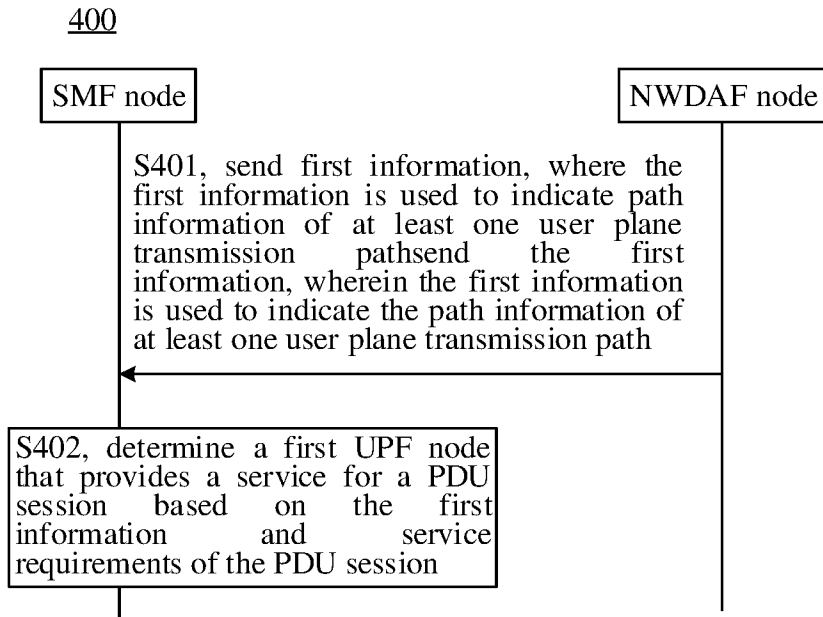 400
SMF node
NWDAF node
S401, send first information, where the
first information is used to indicate path
information of at least one user plane
transmission pathsend the first
information, wherein the first information
is used to indicate the path information of
at least one user plane transmission path
S402, determine a first UPF node
that provides a service for a PDU
session based on the first
information and service
requirements of the PDU session